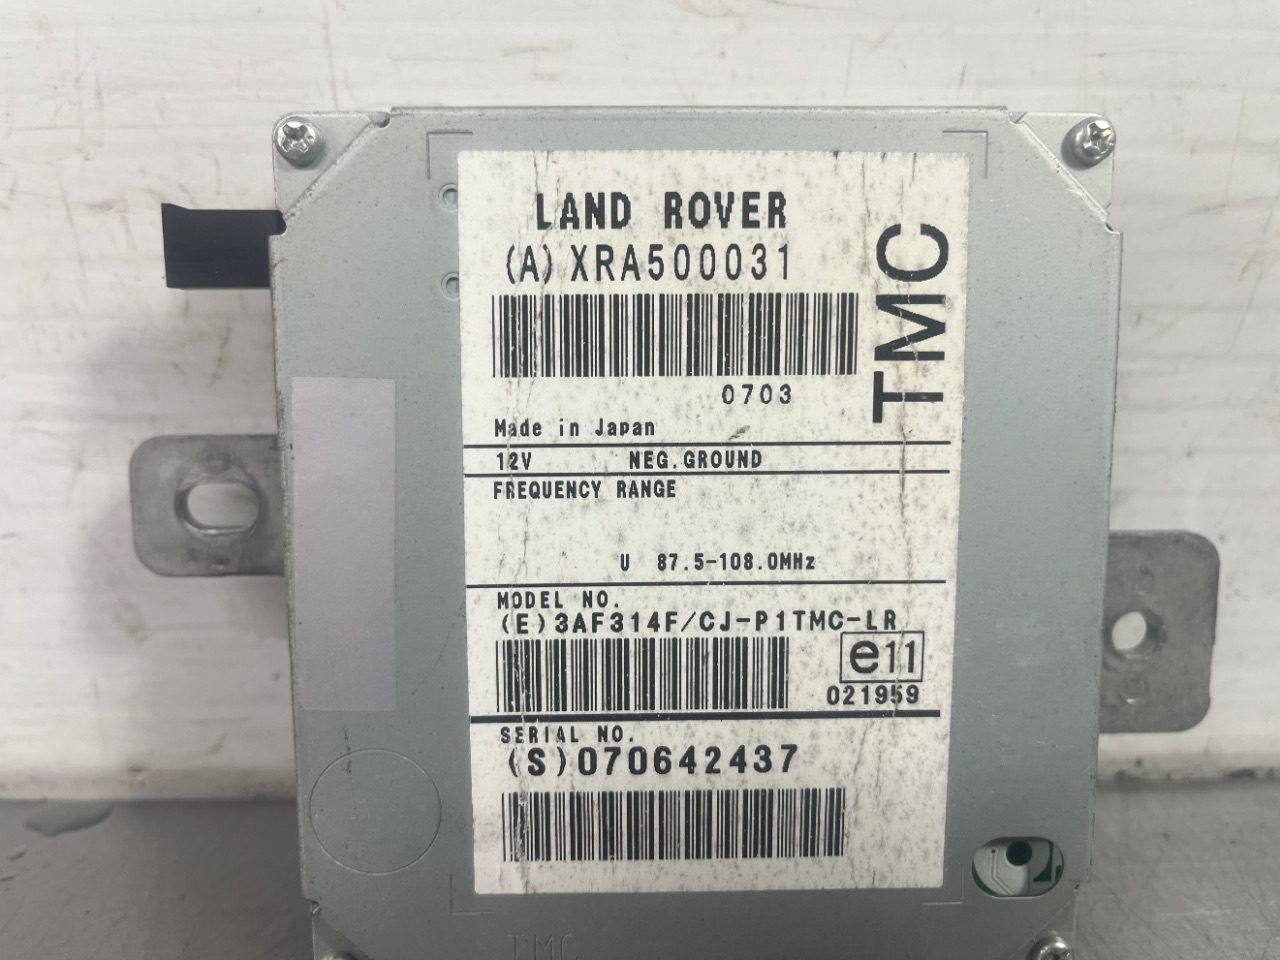 LAND ROVER
(A)XRA500031
TMC
0703
Made in Japan
12V NEG.GROUND
FREQUENCY RANGE
U 87.5-108.0MHz
MODEL NO.
(E)3AF314F/CJ-P1TMC-LR
e11
021959
SERIAL NO.
(S)070642437
TMC